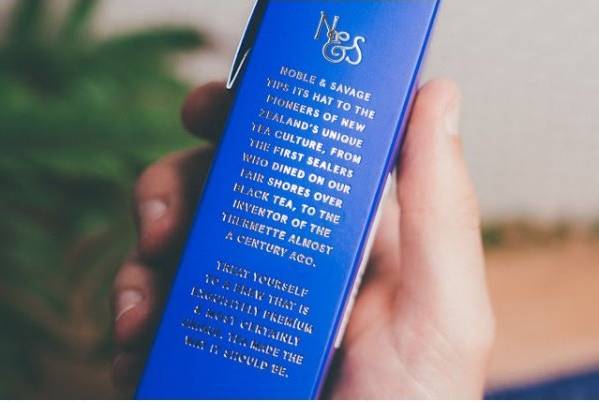 N&S
NOBLE & SAVAGE
TIPS ITS HAT TO THE
PIONEERS OF NEW
ZEALAND'S UNIQUE
TEA CULTURE, FROM
THE FIRST SEALERS
WHO DINED ON OUR
FAIR SHORES OVER
BLACK TEA, TO THE
INVENTOR OF THE
THERMETTE ALMOST
A CENTURY AGO.
TREAT YOURSELF
TO A BREW THAT IS
EXQUISITELY PREMIUM
& MOST CERTAINLY
TEA MADE THE
WAY IT SHOULD BE.